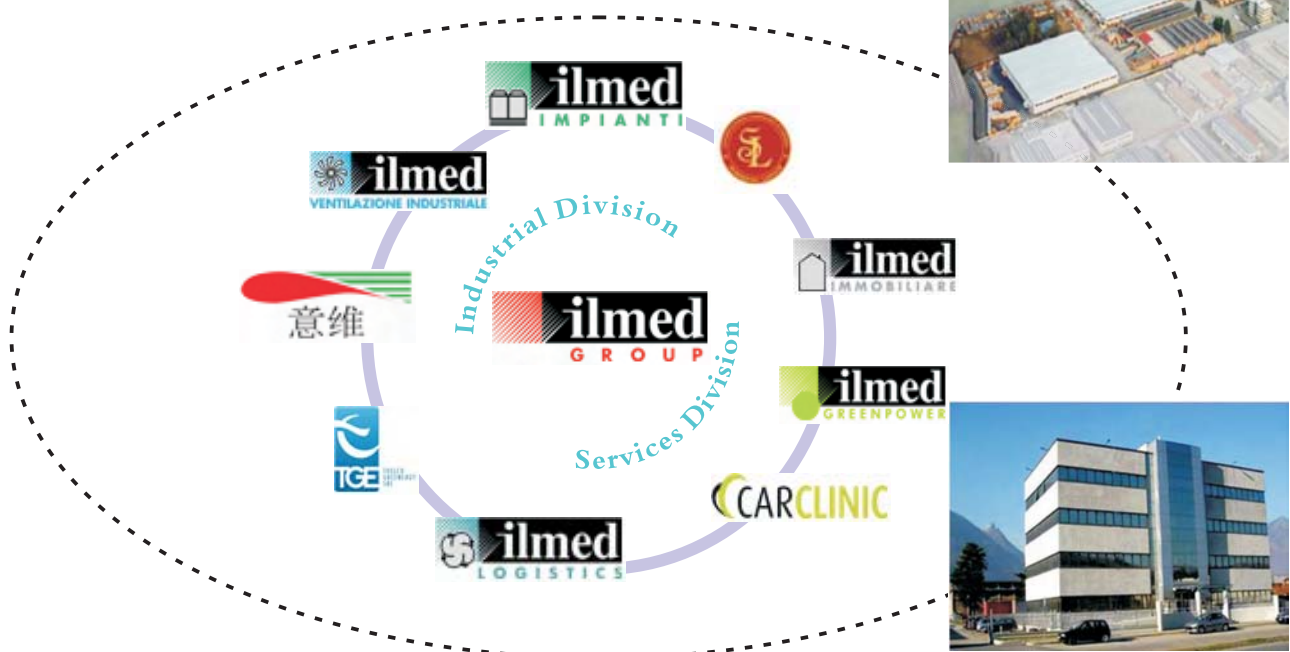 ilmed
IMPIANTI
SL
ilmed
VENTILAZIONE INDUSTRIALE
Industrial Division
ilmed
IMMOBILIARE
意维
ilmed
GROUP
Services Division
ilmed
GREENPOWER
TGE
CARCLINIC
ilmed
LOGISTICS